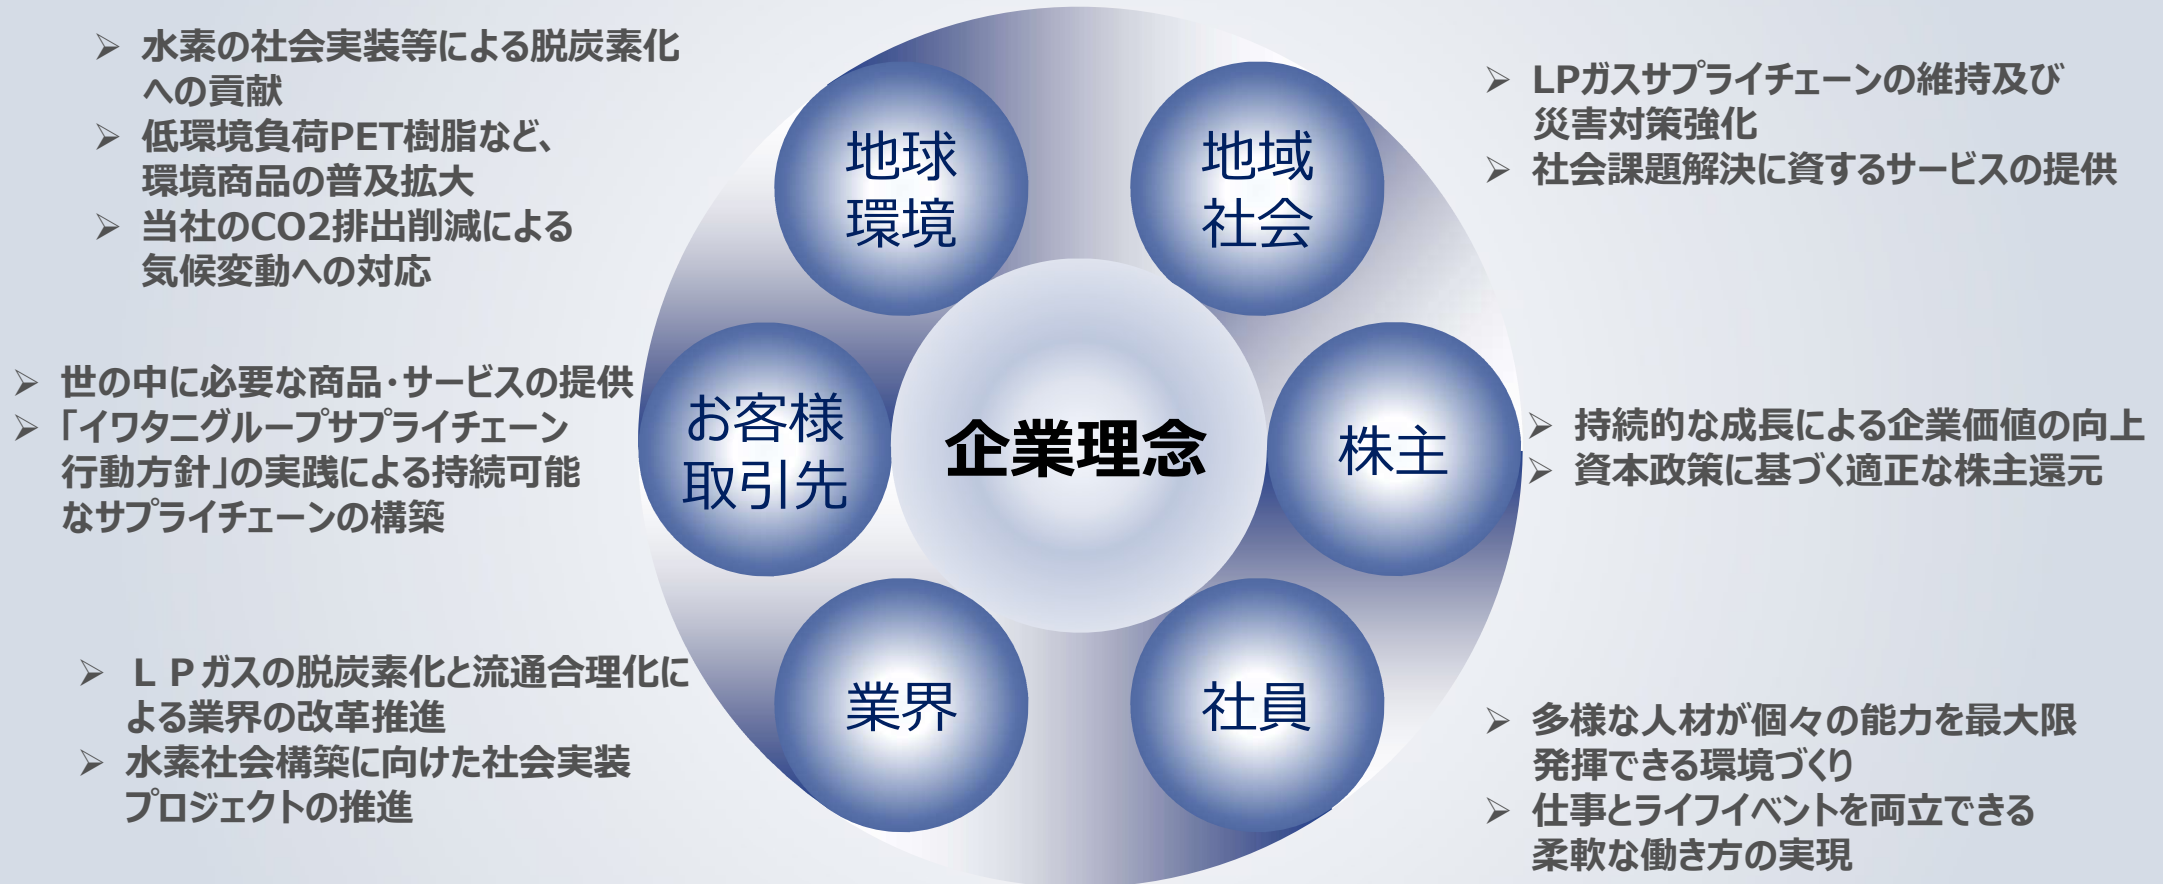 ➢ 水素の社会実装等による脱炭素化
への貢献
➢ 低環境負荷PET樹脂など、
環境商品の普及拡大
➢ 当社のCO2排出削減による
気候変動への対応
地球
環境
地域
社会
➢ LPガスサプライチェーンの維持及び
災害対策強化
➢ 社会課題解決に資するサービスの提供
➢ 世の中に必要な商品・サービスの提供
➢ 「イワタニグループサプライチェーン
行動方針」の実践による持続可能
なサプライチェーンの構築
お客様
取引先
企業理念
株主
➢ 持続的な成長による企業価値の向上
➢ 資本政策に基づく適正な株主還元
➢ ＬＰガスの脱炭素化と流通合理化に
よる業界の改革推進
➢ 水素社会構築に向けた社会実装
プロジェクトの推進
業界
社員
➢ 多様な人材が個々の能力を最大限
発揮できる環境づくり
➢ 仕事とライフイベントを両立できる
柔軟な働き方の実現